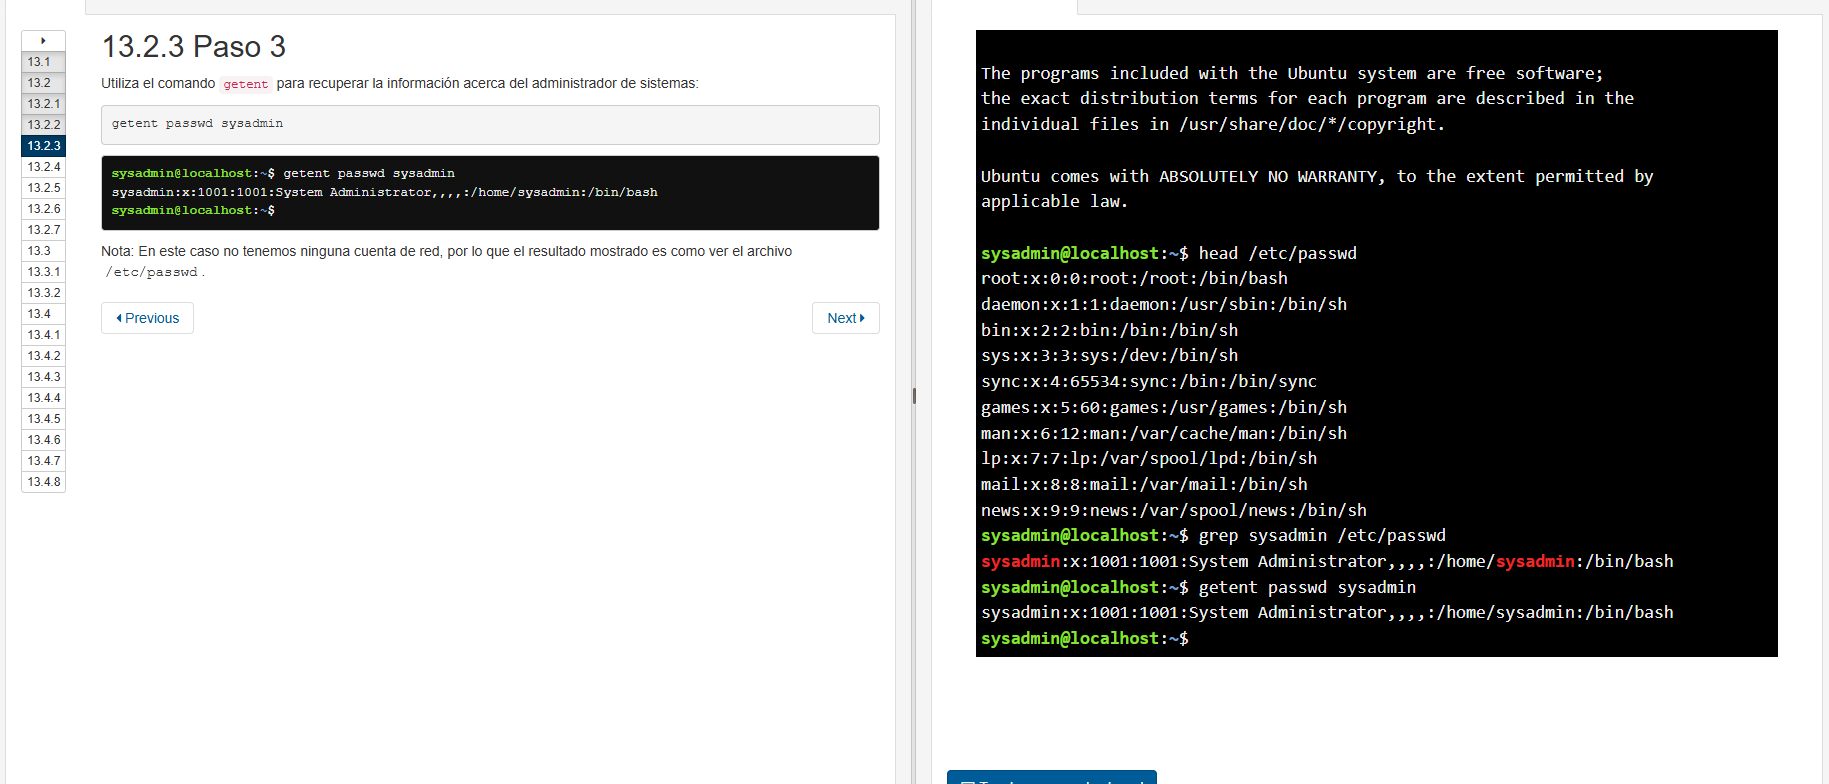 13.1
13.2
13.2.1
13.2.2
13.2.3
13.2.4
13.2.5
13.2.6
13.2.7
13.3
13.3.1
13.3.2
13.4
13.4.1
13.4.2
13.4.3
13.4.4
13.4.5
13.4.6
13.4.7
13.4.8
13.2.3 Paso 3
Utiliza el comando getent para recuperar la información acerca del administrador de sistemas:
getent passwd sysadmin
sysadmin@localhost:~$ getent passwd sysadmin
sysadmin:x:1001:1001:System Administrator,,,,:/home/sysadmin:/bin/bash
sysadmin@localhost:~$
Nota: En este caso no tenemos ninguna cuenta de red, por lo que el resultado mostrado es como ver el archivo
/etc/passwd.
Previous
Next
The programs included with the Ubuntu system are free software;
the exact distribution terms for each program are described in the
individual files in /usr/share/doc/*/copyright.
Ubuntu comes with ABSOLUTELY NO WARRANTY, to the extent permitted by
applicable law.
sysadmin@localhost:~$ head /etc/passwd
root:x:0:0:root:/root:/bin/bash
daemon:x:1:1:daemon:/usr/sbin:/bin/sh
bin:x:2:2:bin:/bin:/bin/sh
sys:x:3:3:sys:/dev:/bin/sh
sync:x:4:65534:sync:/bin:/bin/sync
games:x:5:60:games:/usr/games:/bin/sh
man:x:6:12:man:/var/cache/man:/bin/sh
lp:x:7:7:lp:/var/spool/lpd:/bin/sh
mail:x:8:8:mail:/var/mail:/bin/sh
news:x:9:9:news:/var/spool/news:/bin/sh
sysadmin@localhost:~$ grep sysadmin /etc/passwd
sysadmin:x:1001:1001:System Administrator,,,,:/home/sysadmin:/bin/bash
sysadmin@localhost:~$ getent passwd sysadmin
sysadmin:x:1001:1001:System Administrator,,,,:/home/sysadmin:/bin/bash
sysadmin@localhost:~$